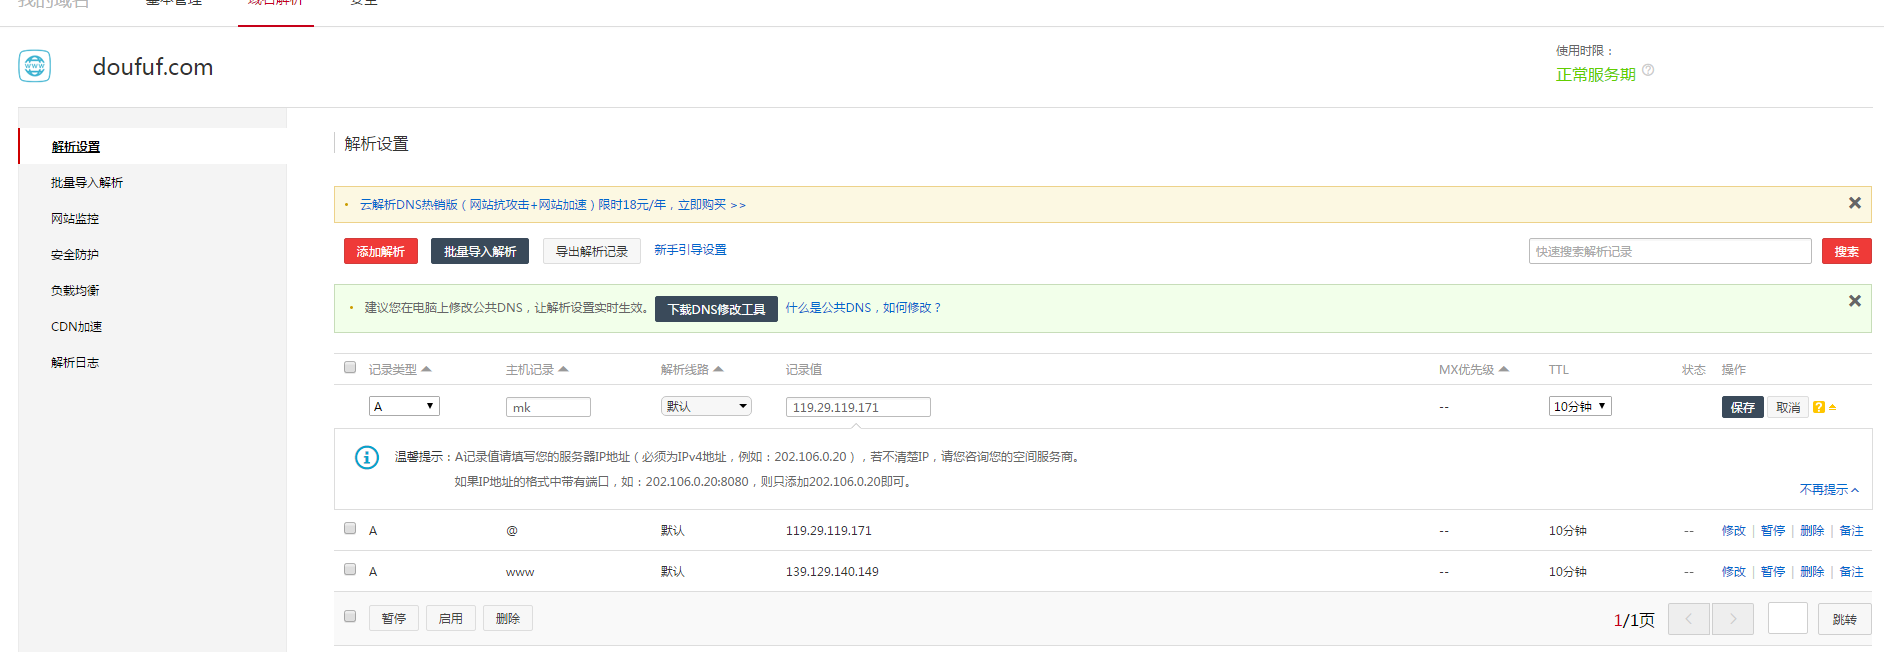 我的域名 基本管理 域名解析 安全
www
doufuf.com
使用时限：
正常服务期 ?
解析设置
批量导入解析
网站监控
安全防护
负载均衡
CDN加速
解析日志
解析设置
云解析DNS热销版（网站抗攻击+网站加速）限时18元/年，立即购买 >>
添加解析 批量导入解析 导出解析记录 新手引导设置 快速搜索解析记录 搜索
建议您在电脑上修改公共DNS，让解析设置实时生效。 下载DNS修改工具 什么是公共DNS，如何修改？
记录类型 主机记录 解析线路 记录值 MX优先级 TTL 状态 操作
A mk 默认 119.29.119.171 -- 10分钟 保存 取消 ?
温馨提示：A记录值请填写您的服务器IP地址（必须为IPv4地址，例如：202.106.0.20），若不清楚IP，请您咨询您的空间服务商。
如果IP地址的格式中带有端口，如：202.106.0.20:8080，则只添加202.106.0.20即可。
不再提示
A @ 默认 119.29.119.171 -- 10分钟 -- 修改 | 暂停 | 删除 | 备注
A www 默认 139.129.140.149 -- 10分钟 -- 修改 | 暂停 | 删除 | 备注
暂停 启用 删除 1/1页 < > 跳转